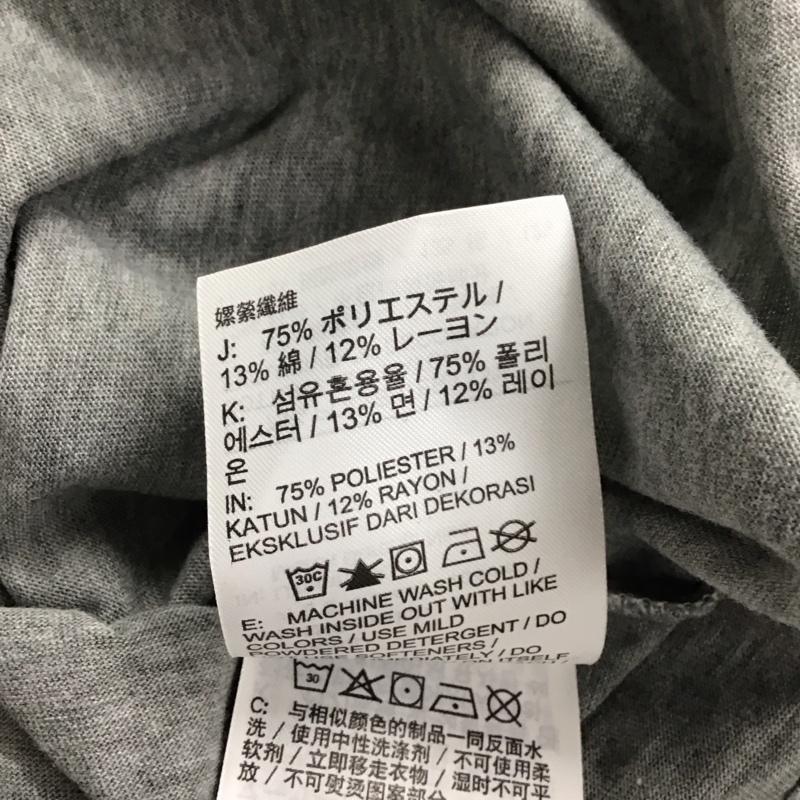 嫘縈纖維
J: 75% ポリエステル /
13% 綿 / 12% レーヨン
K: 섬유혼용율 / 75% 폴리
에스터 / 13% 면 / 12% 레이
온
IN: 75% POLIESTER / 13%
KATUN / 12% RAYON /
EKSKLUSIF DARI DEKORASI
30C
E: MACHINE WASH COLD /
WASH INSIDE OUT WITH LIKE
COLORS / USE MILD
POWDERED DETERGENT / DO
SOFTENERS /
/ DO
ITSELF
30
C: 与相似颜色的制品一同反面水
洗 / 使用中性洗涤剂 / 不可使用柔
软剂 / 立即移走衣物 / 湿时不可平
放 / 不可熨烫图案部分